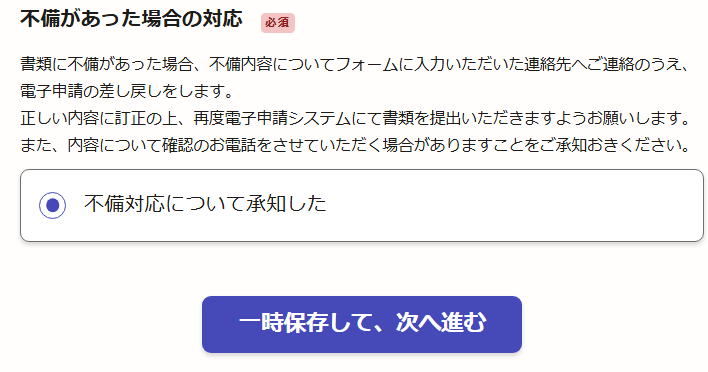 不備があった場合の対応 必須
書類に不備があった場合、不備内容についてフォームに入力いただいた連絡先へご連絡のうえ、
電子申請の差し戻しをします。
正しい内容に訂正の上、再度電子申請システムにて書類を提出いただきますようお願いします。
また、内容について確認のお電話をさせていただく場合がありますことをご承知おきください。
不備対応について承知した
一時保存して、次へ進む